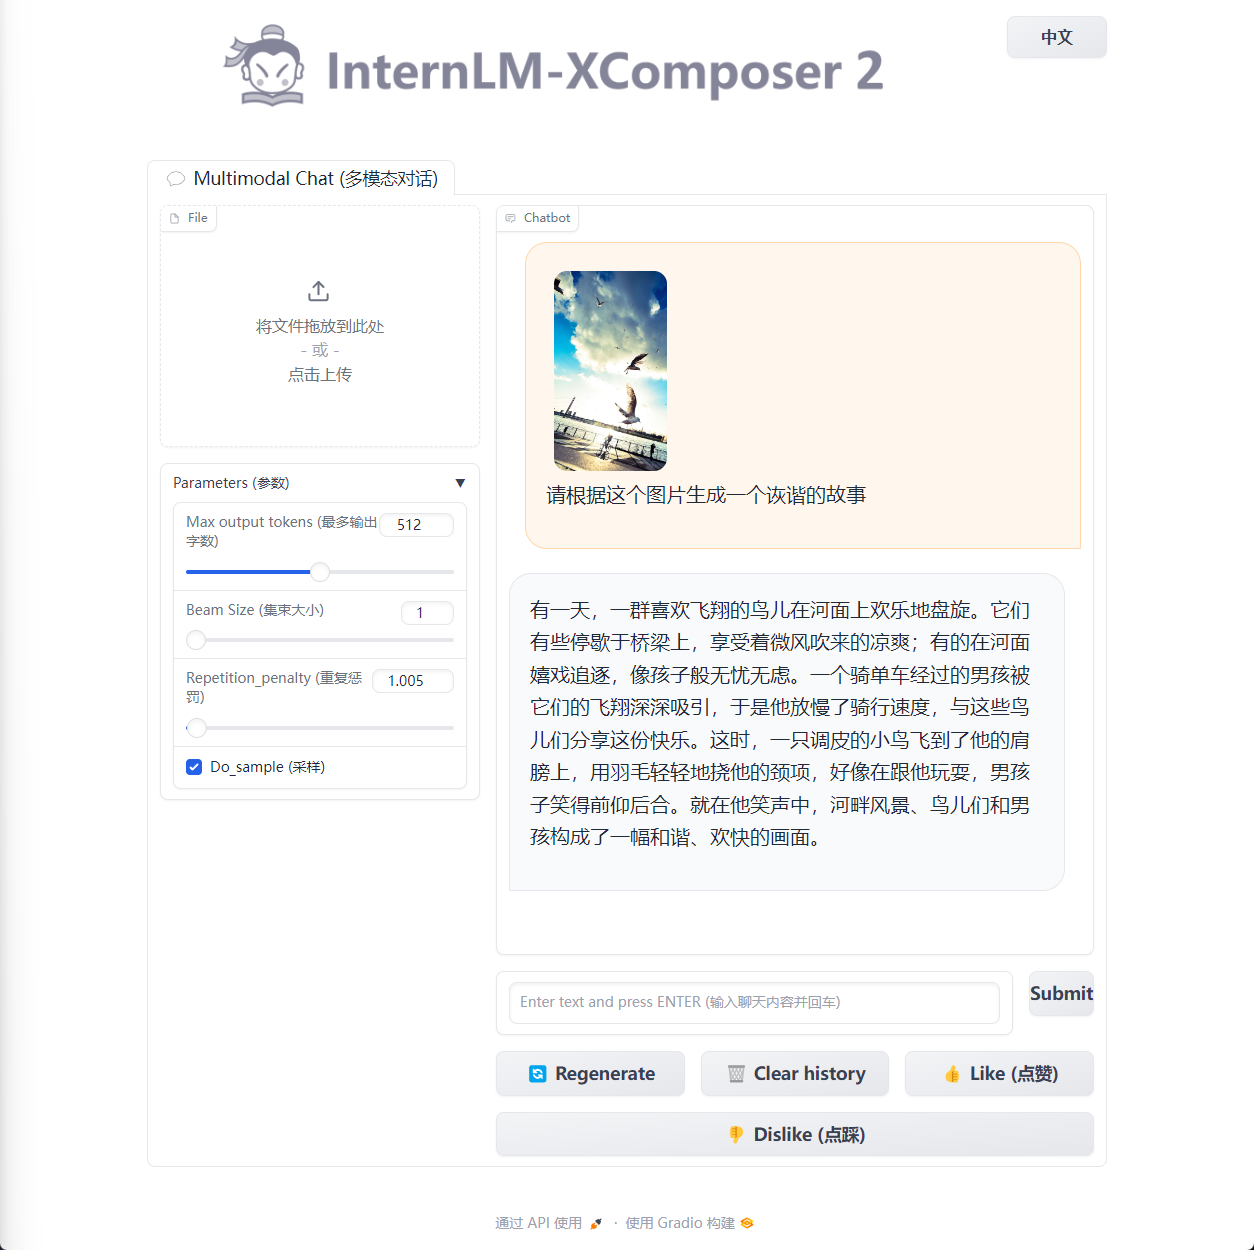 InternLM-XComposer 2
中文
Multimodal Chat (多模态对话)
File
将文件拖放到此处
- 或 -
点击上传
Parameters (参数)
▼
Max output tokens (最多输出
字数)
512
Beam Size (集束大小)
1
Repetition_penalty (重复惩
罚)
1.005
Do_sample (采样)
Chatbot
请根据这个图片生成一个诙谐的故事
有一天，一群喜欢飞翔的鸟儿在河面上欢乐地盘旋。它们
有些停歇于桥梁上，享受着微风吹来的凉爽；有的在河面
嬉戏追逐，像孩子般无忧无虑。一个骑单车经过的男孩被
它们的飞翔深深吸引，于是他放慢了骑行速度，与这些鸟
儿们分享这份快乐。这时，一只调皮的小鸟飞到了他的肩
膀上，用羽毛轻轻地挠他的颈项，好像在跟他玩耍，男孩
子笑得前仰后合。就在他笑声中，河畔风景、鸟儿们和男
孩构成了一幅和谐、欢快的画面。
Enter text and press ENTER (输入聊天内容并回车)
Submit
Regenerate
Clear history
Like (点赞)
Dislike (点踩)
通过 API 使用 · 使用 Gradio 构建